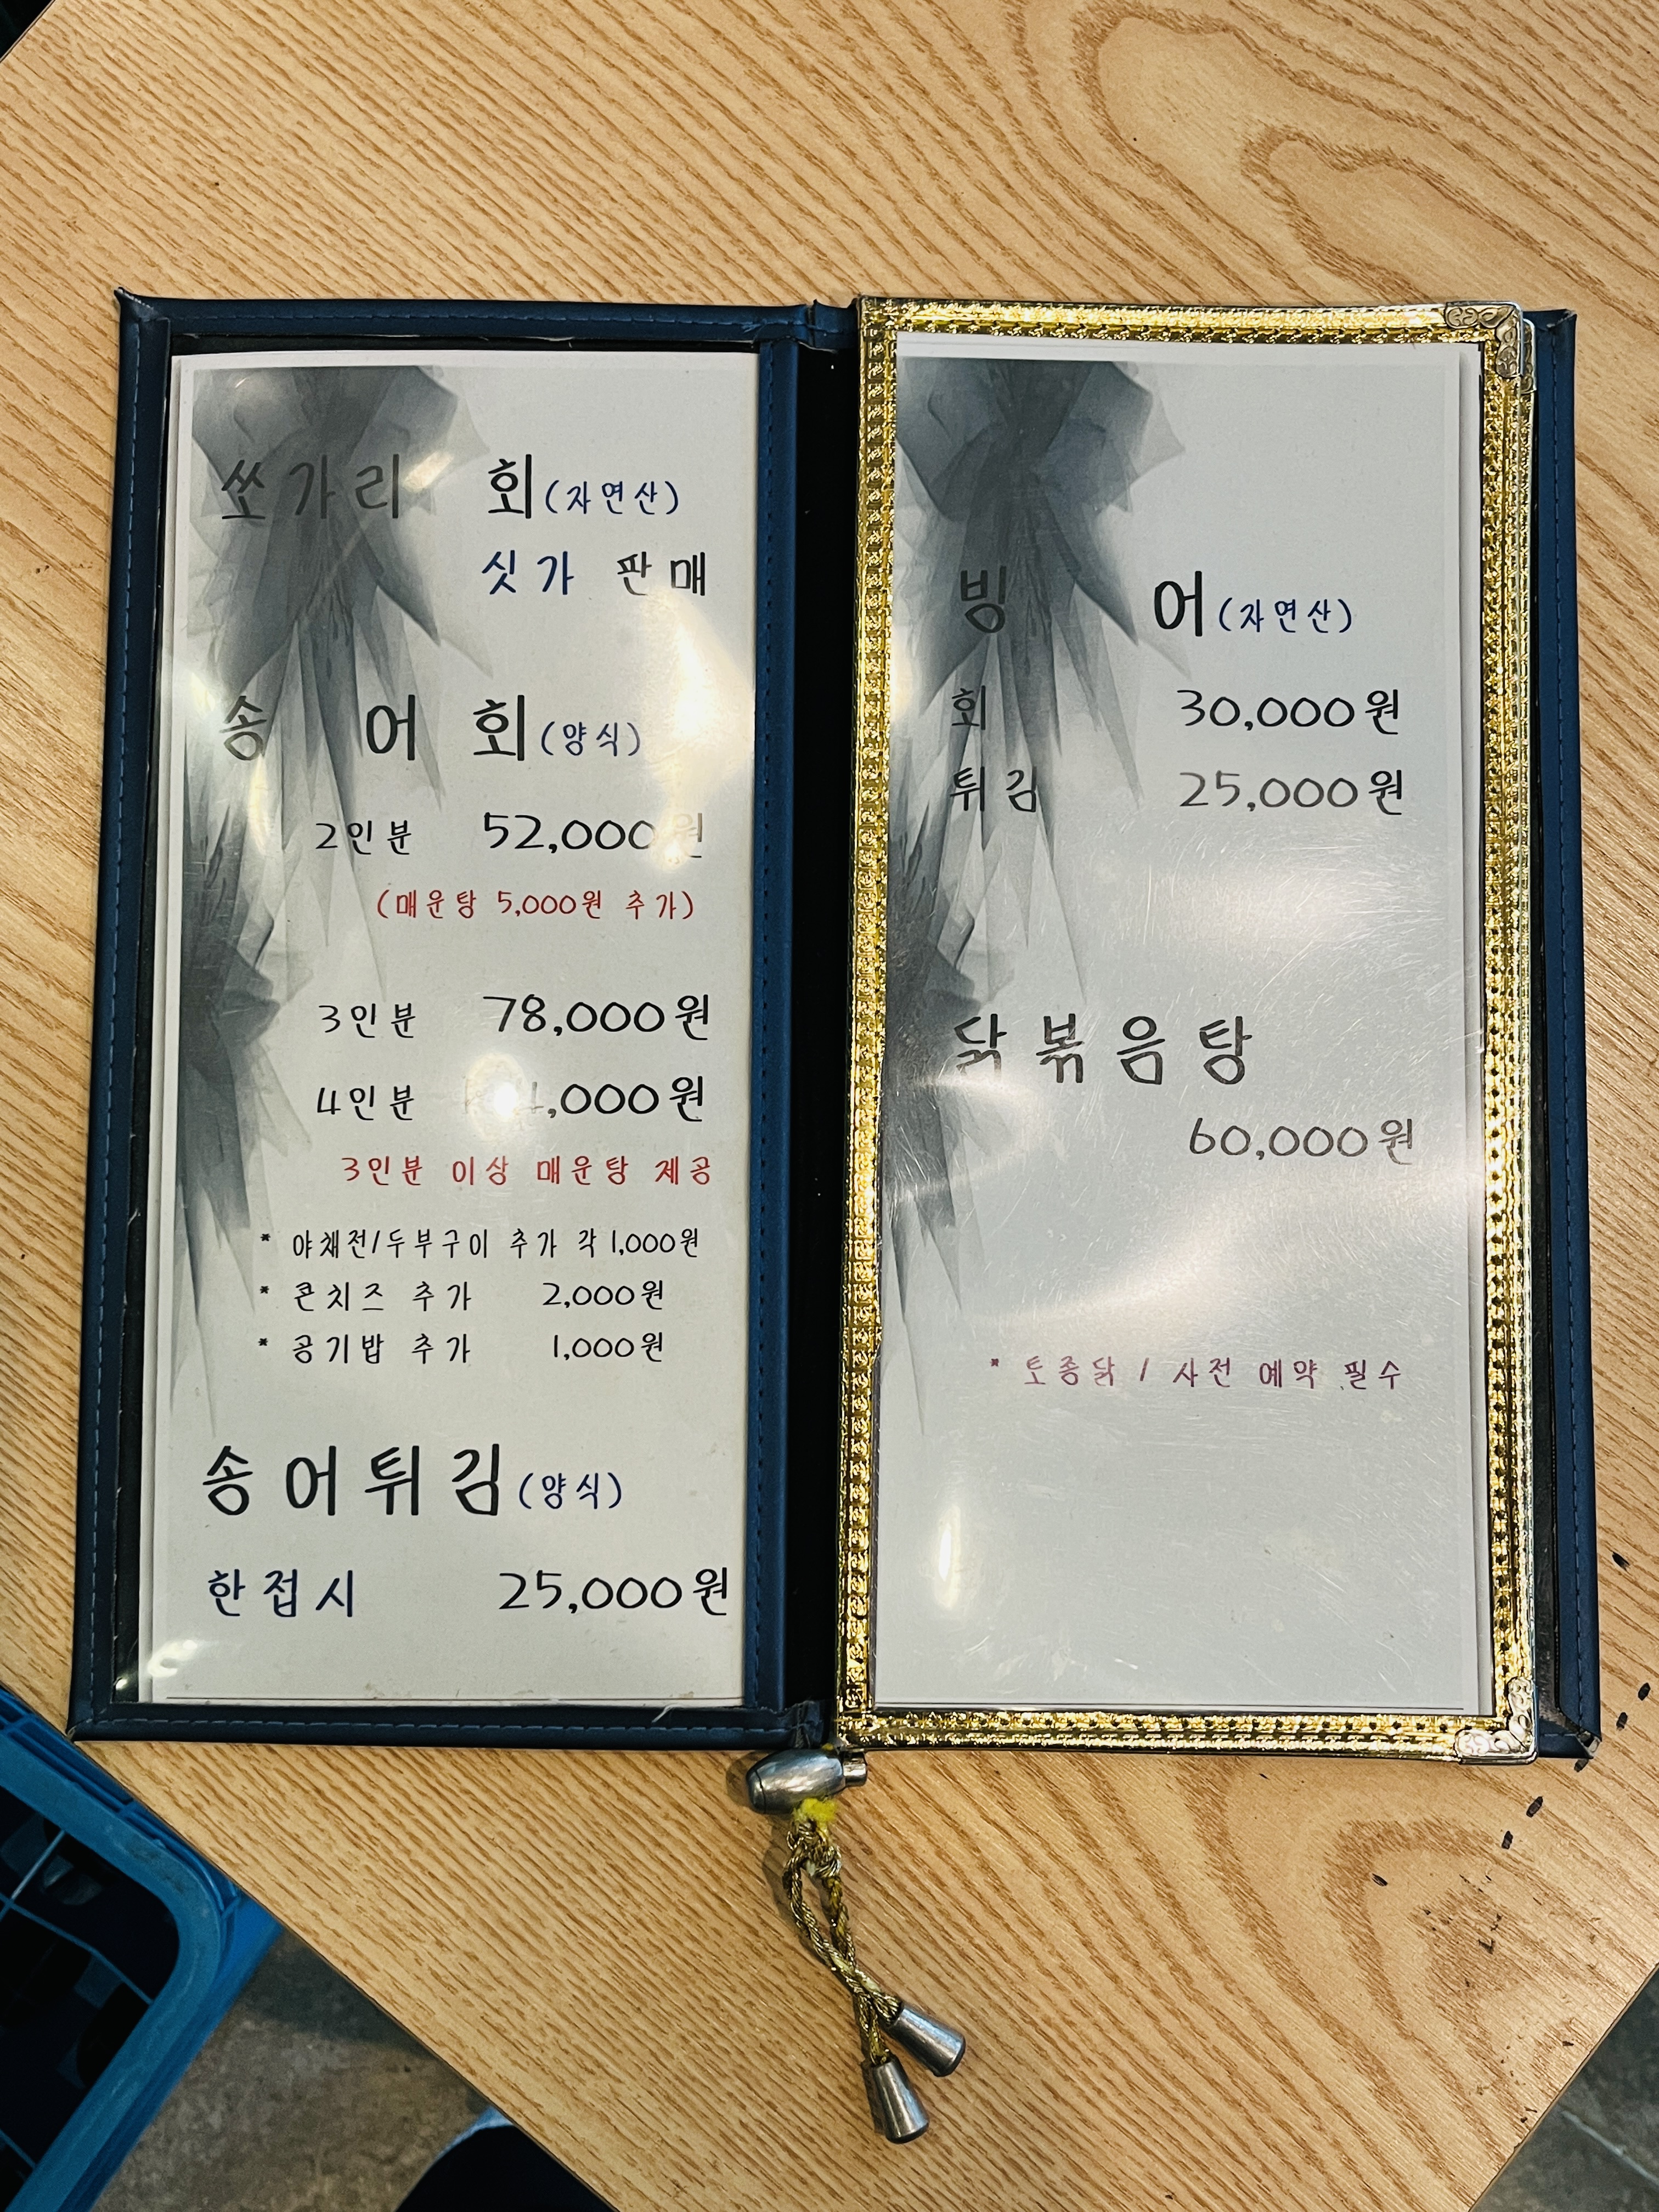 쏘가리 회(자연산)
싯가 판매
송어회(양식)
2인분 52,000원
(매운탕 5,000원 추가)
3인분 78,000원
4인분
3인분 이상 매운탕 제공
* 야채전/두부구이 추가 각 1,000원
* 콘치즈 추가 2,000원
* 공기밥 추가 1,000원
송어튀김(양식)
한접시 25,000원
빙어(자연산)
회 30,000원
튀김 25,000원
닭볶음탕
60,000원
* 토종닭 / 사전 예약 필수